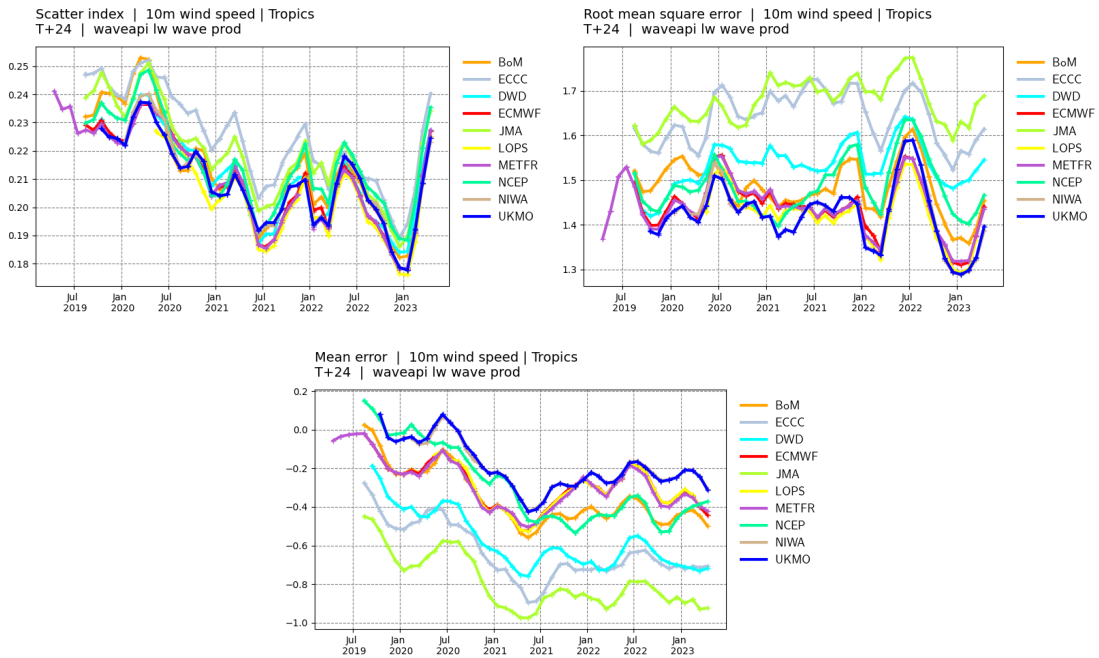 Scatter index | 10m wind speed | Tropics
T+24 | waveapi lw wave prod
0.25
0.24
0.23
0.22
0.21
0.20
0.19
0.18
Jul 2019
Jan 2020
Jul 2020
Jan 2021
Jul 2021
Jan 2022
Jul 2022
Jan 2023
BoM
ECCC
DWD
ECMWF
JMA
LOPS
METFR
NCEP
NIWA
UKMO
Root mean square error | 10m wind speed | Tropics
T+24 | waveapi lw wave prod
1.7
1.6
1.5
1.4
1.3
Jul 2019
Jan 2020
Jul 2020
Jan 2021
Jul 2021
Jan 2022
Jul 2022
Jan 2023
BoM
ECCC
DWD
ECMWF
JMA
LOPS
METFR
NCEP
NIWA
UKMO
Mean error | 10m wind speed | Tropics
T+24 | waveapi lw wave prod
0.2
0.0
−0.2
−0.4
−0.6
−0.8
−1.0
Jul 2019
Jan 2020
Jul 2020
Jan 2021
Jul 2021
Jan 2022
Jul 2022
Jan 2023
BoM
ECCC
DWD
ECMWF
JMA
LOPS
METFR
NCEP
NIWA
UKMO